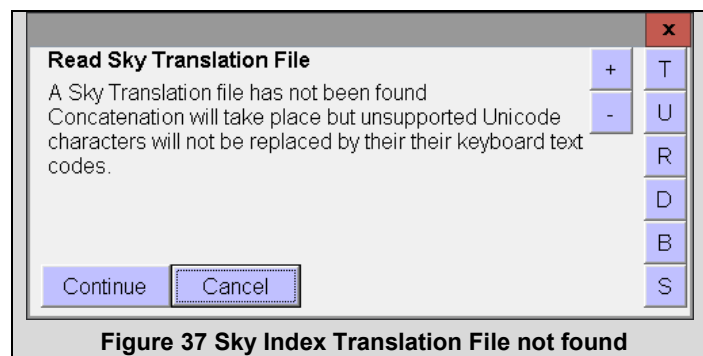 x
Read Sky Translation File
+
T
A Sky Translation file has not been found
Concatenation will take place but unsupported Unicode
-
U
characters will not be replaced by their their keyboard text
R
codes.
D
B
Continue
Cancel
S
Figure 37 Sky Index Translation File not found